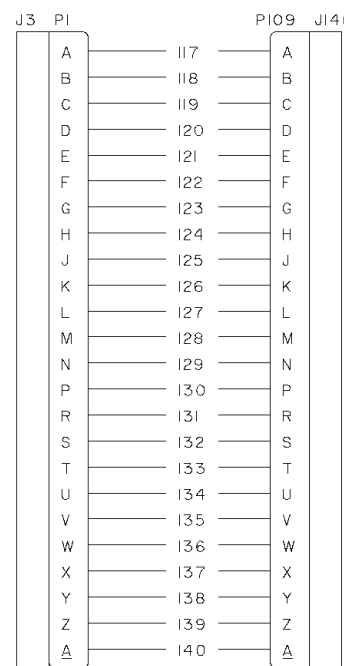 J3 P1 P109 J14
A 117 A
B 118 B
C 119 C
D 120 D
E 121 E
F 122 F
G 123 G
H 124 H
J 125 J
K 126 K
L 127 L
M 128 M
N 129 N
P 130 P
R 131 R
S 132 S
T 133 T
U 134 U
V 135 V
W 136 W
X 137 X
Y 138 Y
Z 139 Z
A 140 A